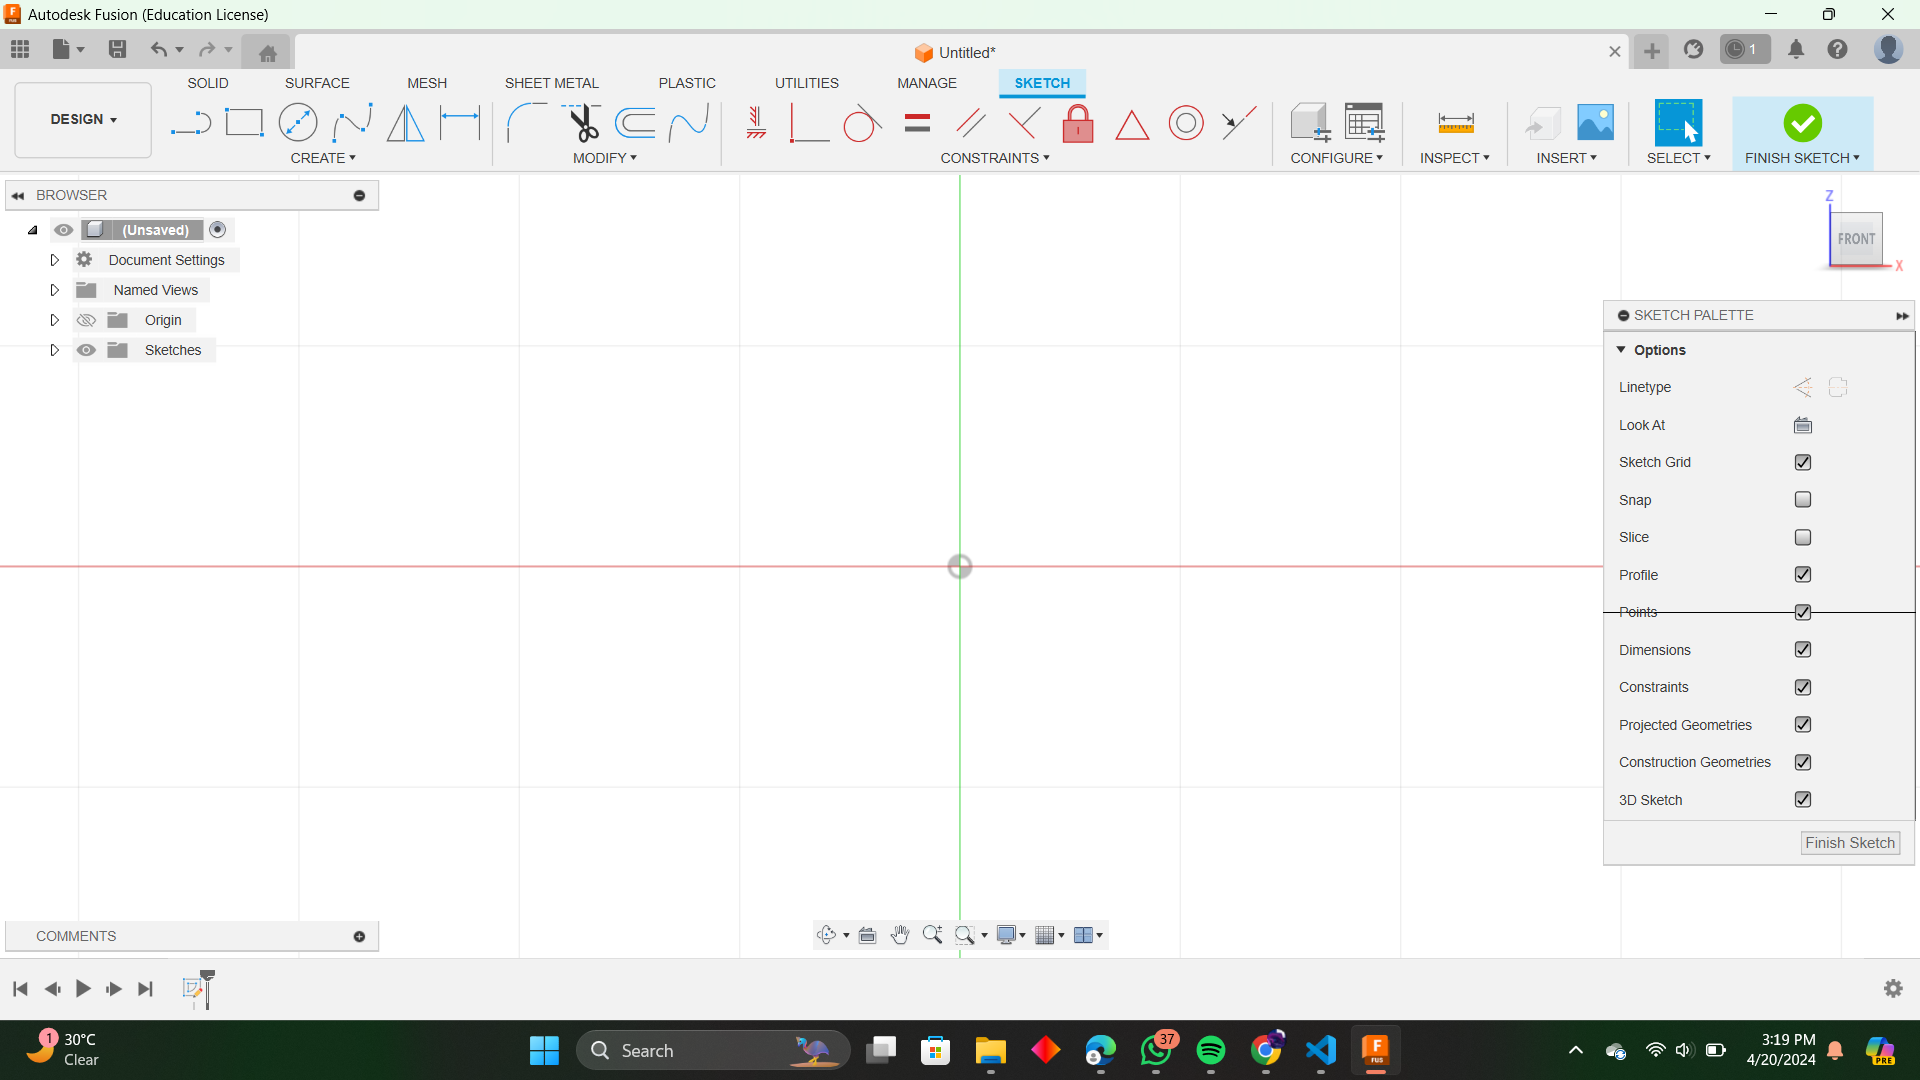 Autodesk Fusion (Education License)
Untitled*
1
SOLID
SURFACE
MESH
SHEET METAL
PLASTIC
UTILITIES
MANAGE
SKETCH
DESIGN
CREATE
MODIFY
CONSTRAINTS
CONFIGURE
INSPECT
INSERT
SELECT
FINISH SKETCH
BROWSER
(Unsaved)
Document Settings
Named Views
Origin
Sketches
Z
FRONT
X
SKETCH PALETTE
Options
Linetype
Look At
Sketch Grid
Snap
Slice
Profile
Points
Dimensions
Constraints
Projected Geometries
Construction Geometries
3D Sketch
Finish Sketch
COMMENTS
1
30°C
Clear
Search
37
F
FUS
3:19 PM
4/20/2024
PRE